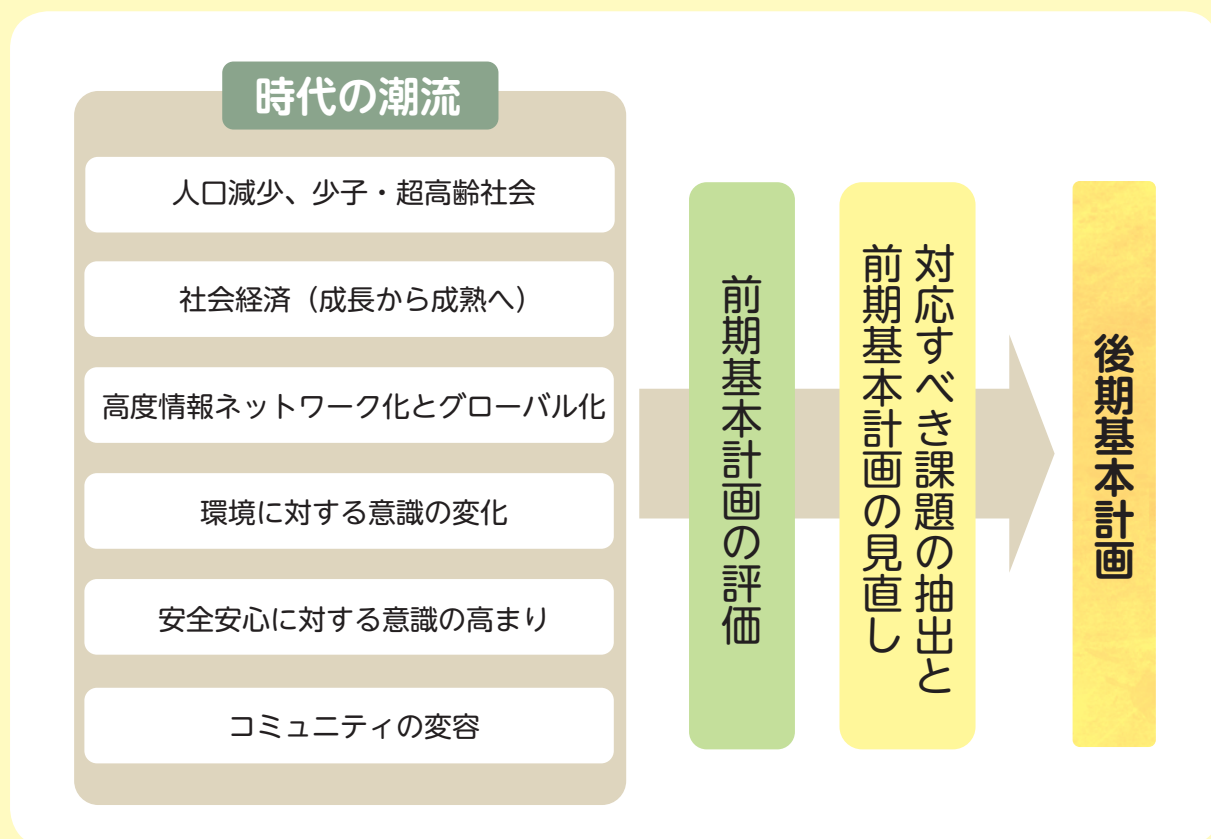 時代の潮流
人口減少、少子・超高齢社会
社会経済（成長から成熟へ）
高度情報ネットワーク化とグローバル化
環境に対する意識の変化
安全安心に対する意識の高まり
コミュニティの変容
前期基本計画の評価
対応すべき課題の抽出と
前期基本計画の見直し
後期基本計画